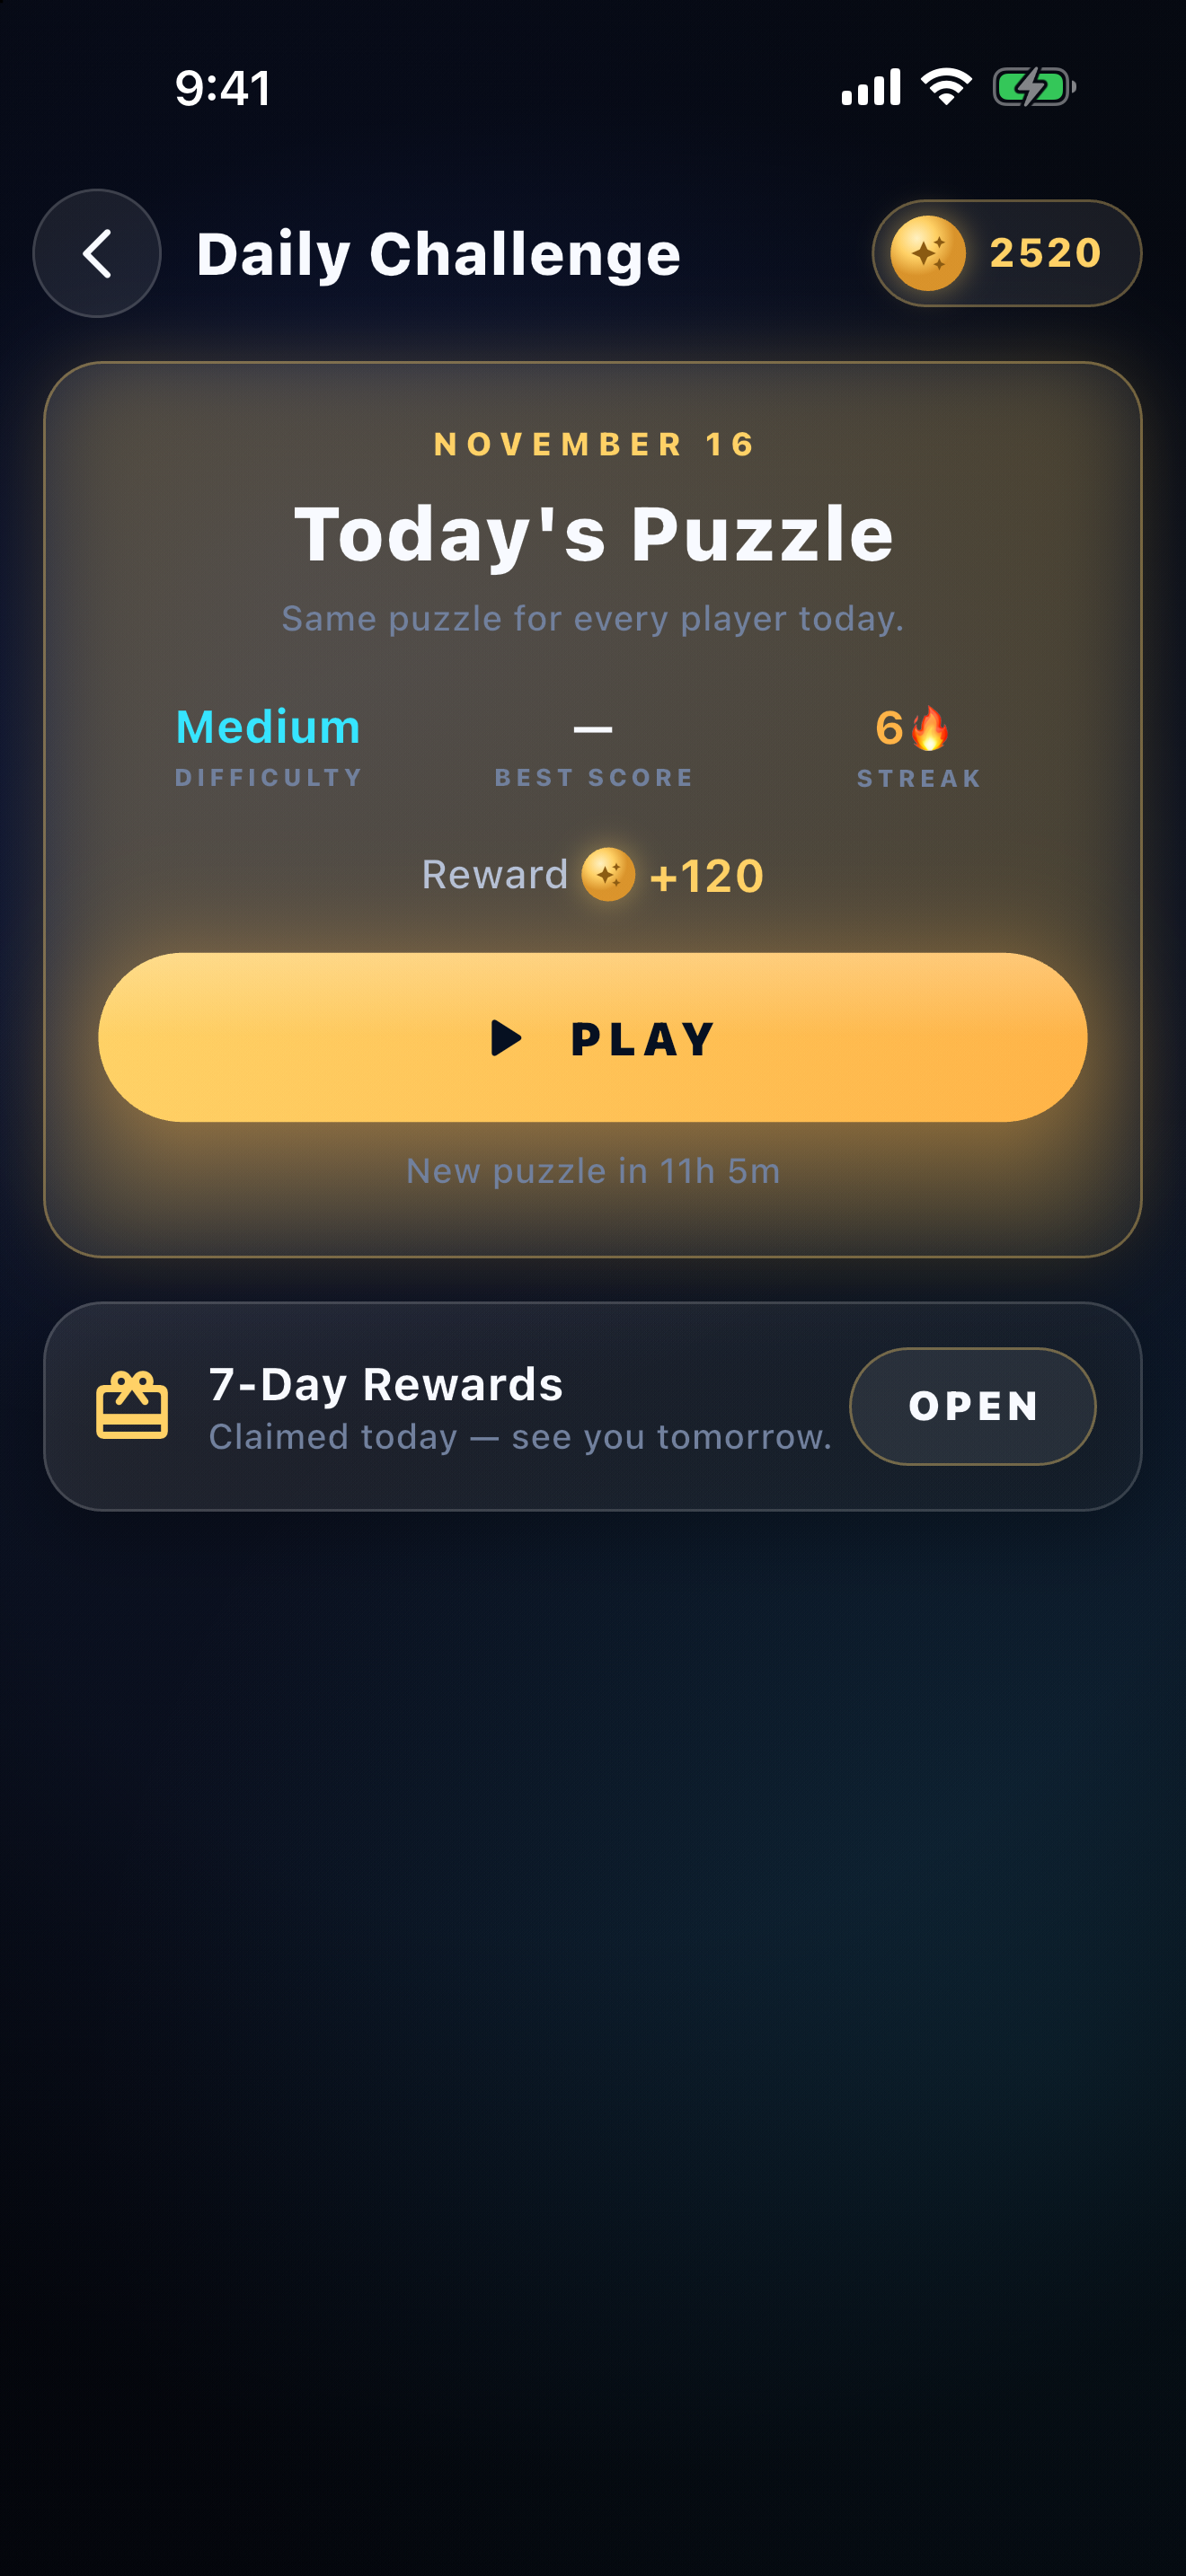 9:41
Daily Challenge
2520
NOVEMBER 16
Today's Puzzle
Same puzzle for every player today.
Medium — 6🔥
DIFFICULTY BEST SCORE STREAK
Reward +120
PLAY
New puzzle in 11h 5m
7-Day Rewards
Claimed today — see you tomorrow.
OPEN